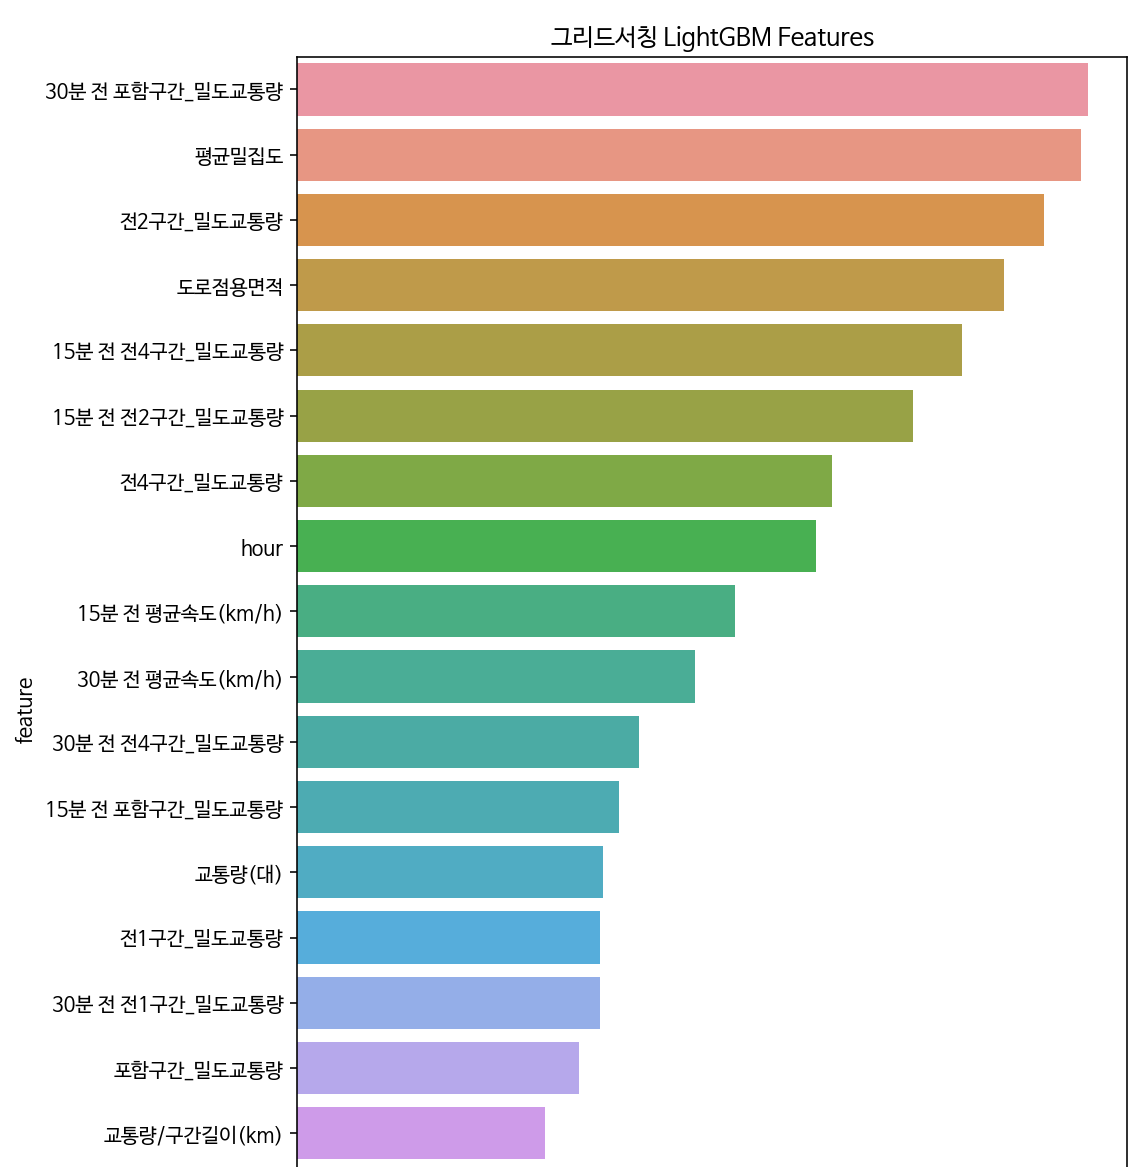 그리드서칭 LightGBM Features
30분 전 포함구간_밀도교통량
평균밀집도
전2구간_밀도교통량
도로점용면적
15분 전 전4구간_밀도교통량
15분 전 전2구간_밀도교통량
전4구간_밀도교통량
hour
15분 전 평균속도(km/h)
30분 전 평균속도(km/h)
feature
30분 전 전4구간_밀도교통량
15분 전 포함구간_밀도교통량
교통량(대)
전1구간_밀도교통량
30분 전 전1구간_밀도교통량
포함구간_밀도교통량
교통량/구간길이(km)